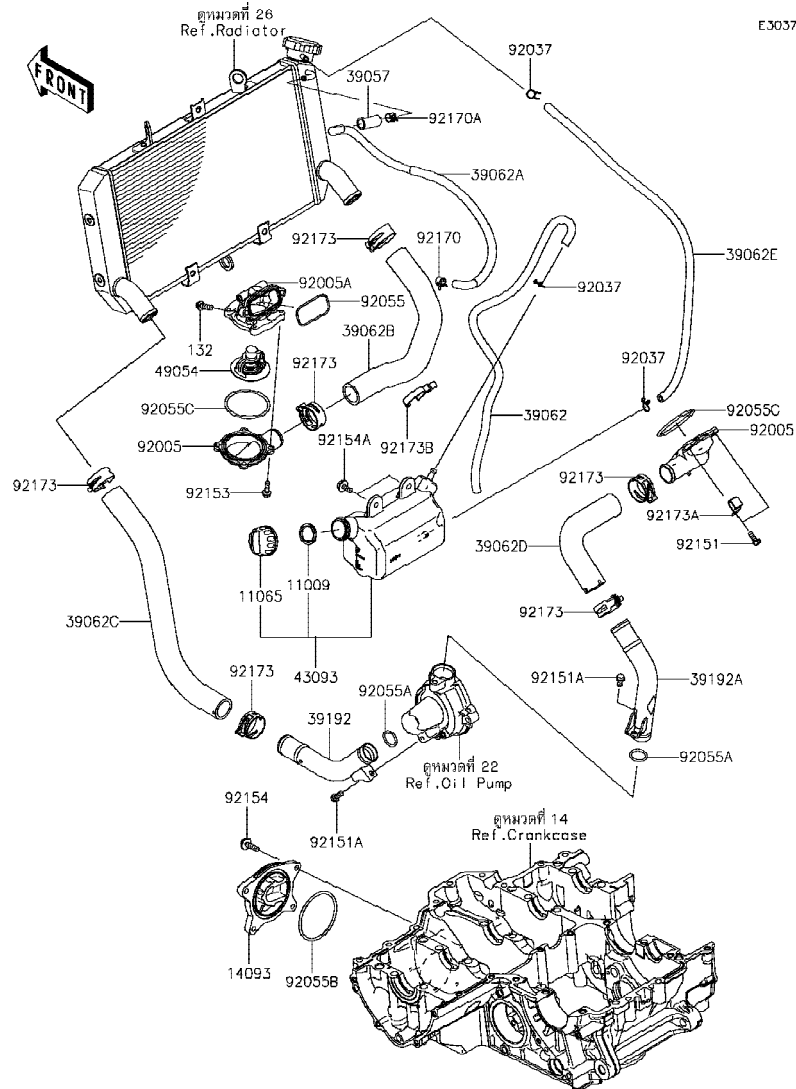 ดูหมวดที่ 26
Ref.Radiator
E3037
FRONT
92037
39057
92170A
39062A
92173
92170
39062E
92005A
92055
92037
132
39062B
49054
92173
92037
92055C
92055C
39062
92005
92005
92154A
92173B
92173
92173
92153
92173A
92151
39062D
11065
11009
92173
39062C
43093
92173
92055A
92151A
39192A
39192
ดูหมวดที่ 22
Ref.Oil Pump
92055A
92154
92151A
ดูหมวดที่ 14
Ref.Crankcase
14093
92055B